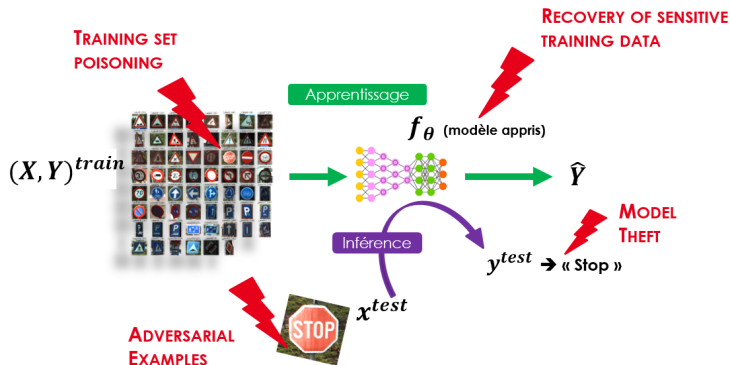 TRAINING SET
POISONING
RECOVERY OF SENSITIVE
TRAINING DATA
Apprentissage
f_θ (modèle appris)
(X, Y)^train
Ŷ
MODEL
THEFT
Inférence
y^test → « Stop »
x^test
STOP
ADVERSARIAL
EXAMPLES